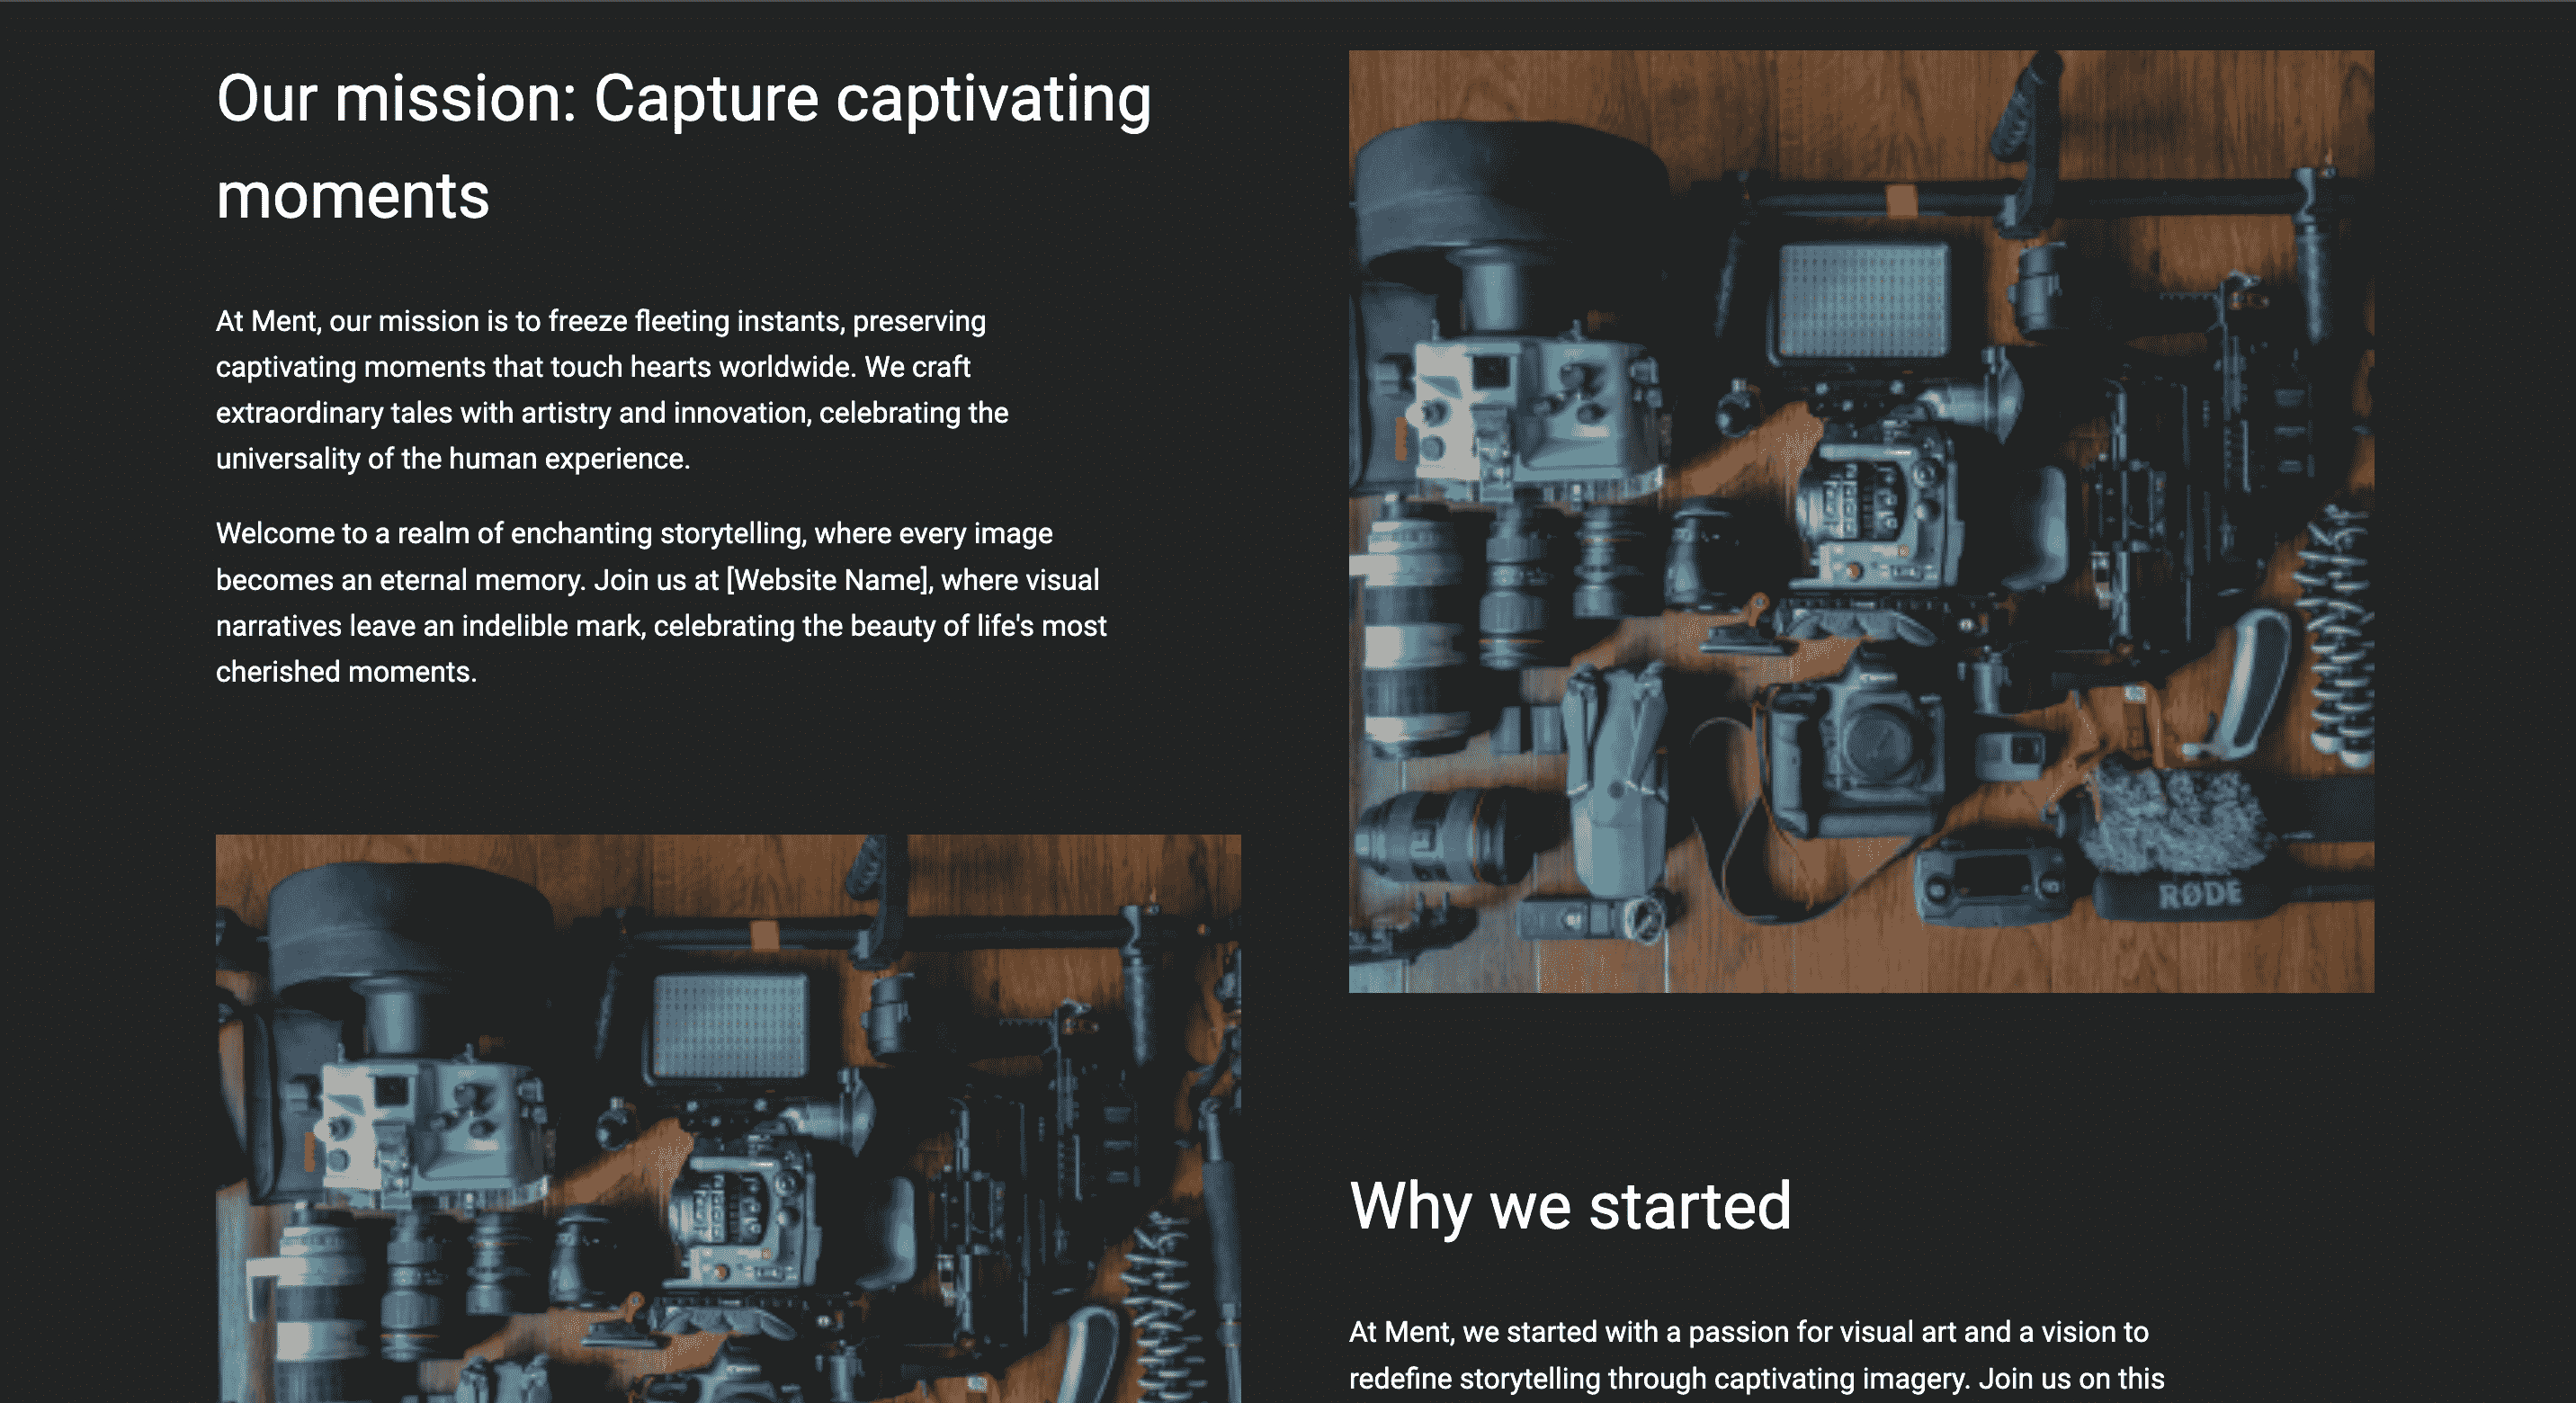 Our mission: Capture captivating
moments
At Ment, our mission is to freeze fleeting instants, preserving
captivating moments that touch hearts worldwide. We craft
extraordinary tales with artistry and innovation, celebrating the
universality of the human experience.
Welcome to a realm of enchanting storytelling, where every image
becomes an eternal memory. Join us at [Website Name], where visual
narratives leave an indelible mark, celebrating the beauty of life's most
cherished moments.
RØDE
Why we started
At Ment, we started with a passion for visual art and a vision to
redefine storytelling through captivating imagery. Join us on this